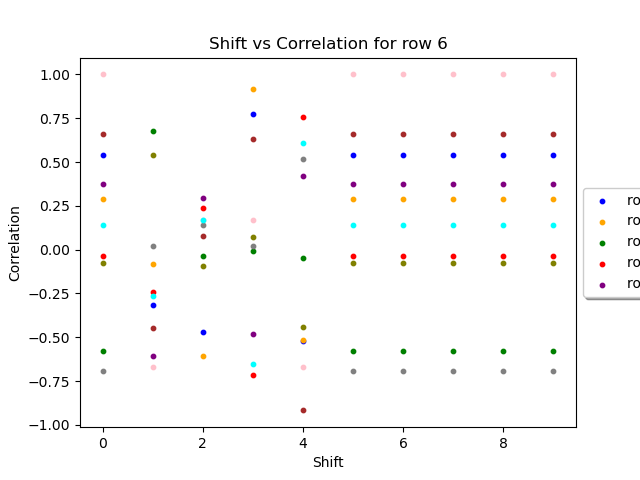 Shift vs Correlation for row 6
1.00
0.75
0.50
0.25
0.00
−0.25
−0.50
−0.75
−1.00
Correlation
0
2
4
6
8
Shift
ro
ro
ro
ro
ro